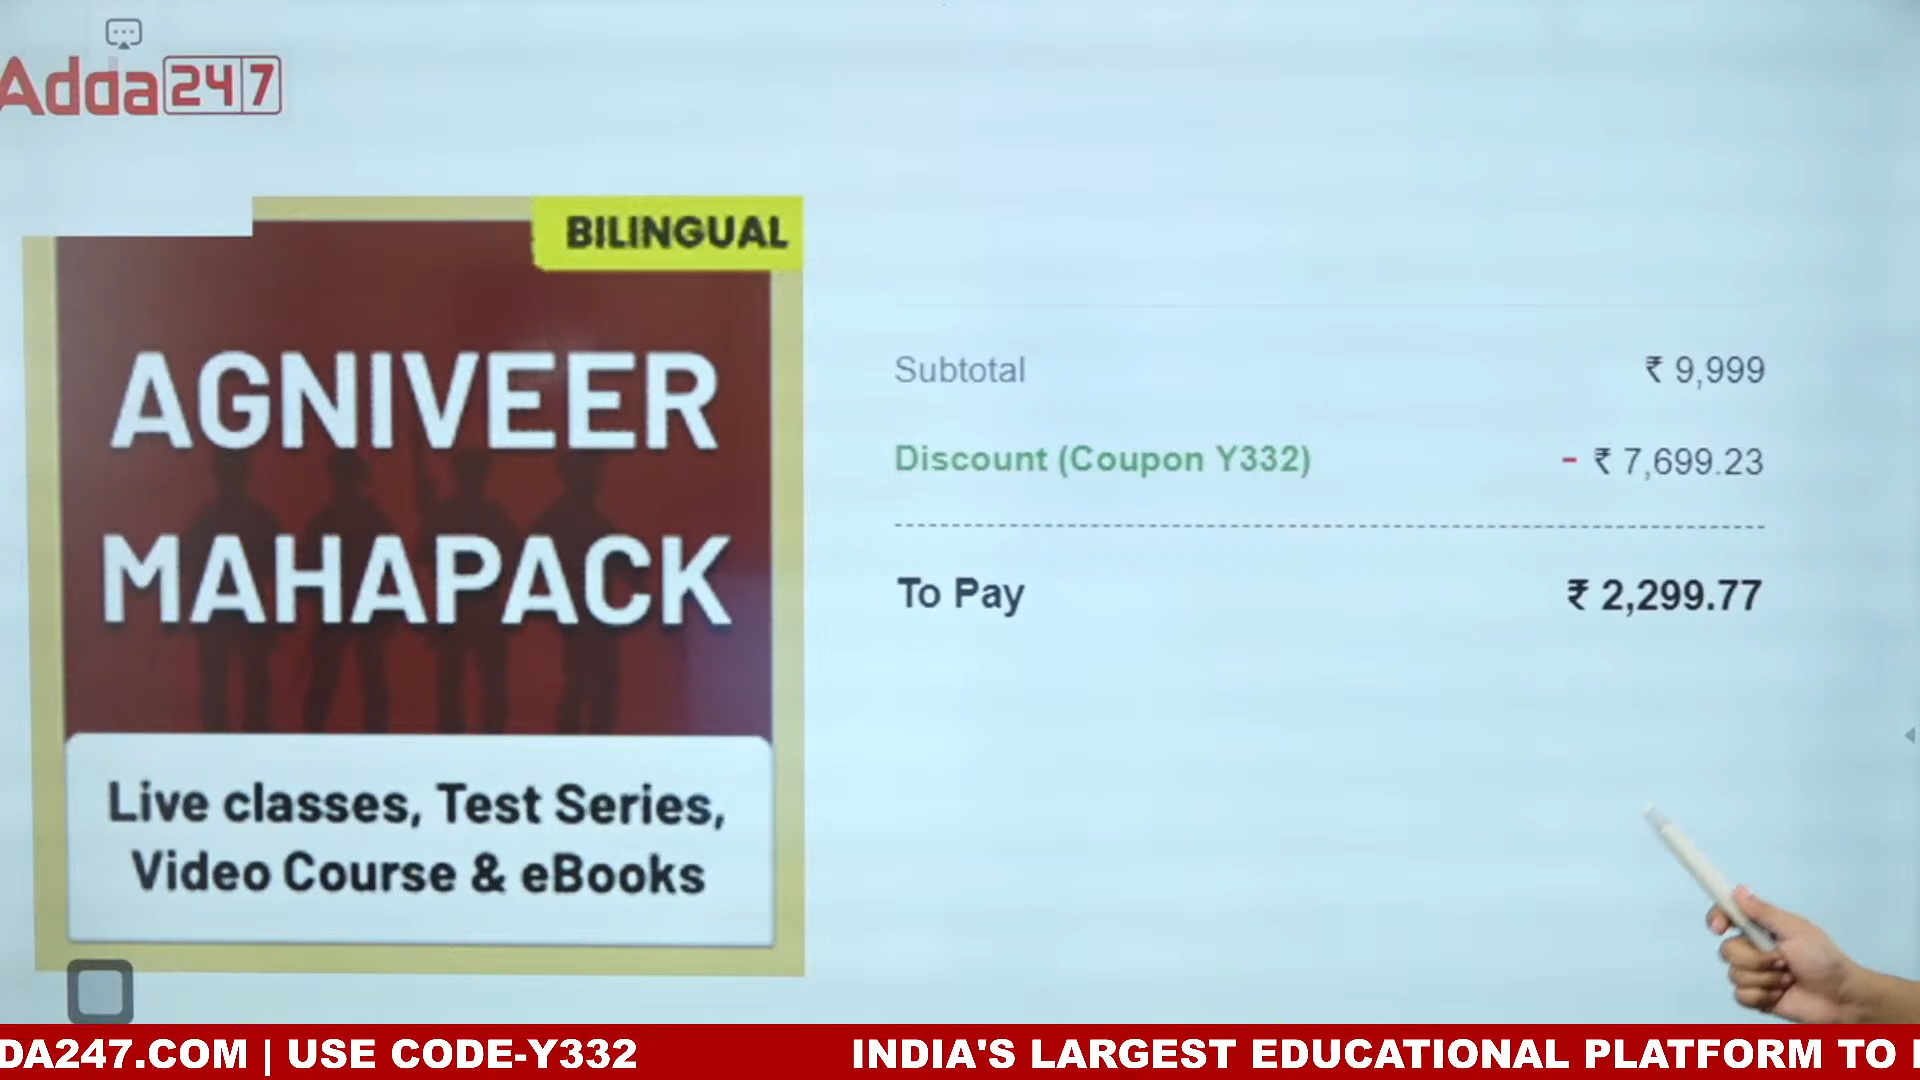 Adda247
BILINGUAL
AGNIVEER
MAHAPACK
Live classes, Test Series,
Video Course & eBooks
Subtotal ₹ 9,999
Discount (Coupon Y332) - ₹ 7,699.23
To Pay ₹ 2,299.77
DA247.COM | USE CODE-Y332 INDIA'S LARGEST EDUCATIONAL PLATFORM TO